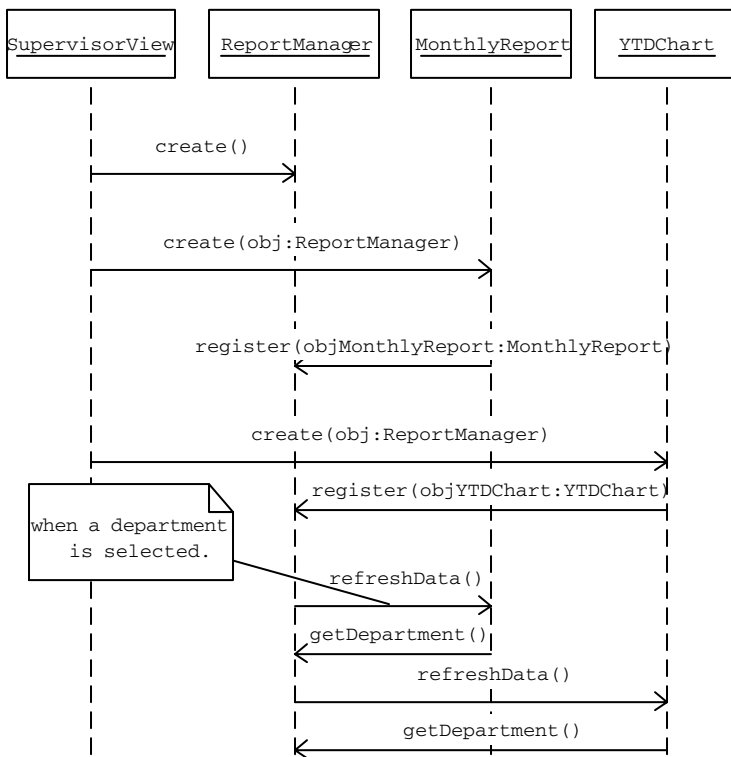 SupervisorView
ReportManager
MonthlyReport
YTDChart
create()
create(obj:ReportManager)
register(objMonthlyReport:MonthlyReport)
create(obj:ReportManager)
register(objYTDChart:YTDChart)
when a department
is selected.
refreshData()
getDepartment()
refreshData()
getDepartment()